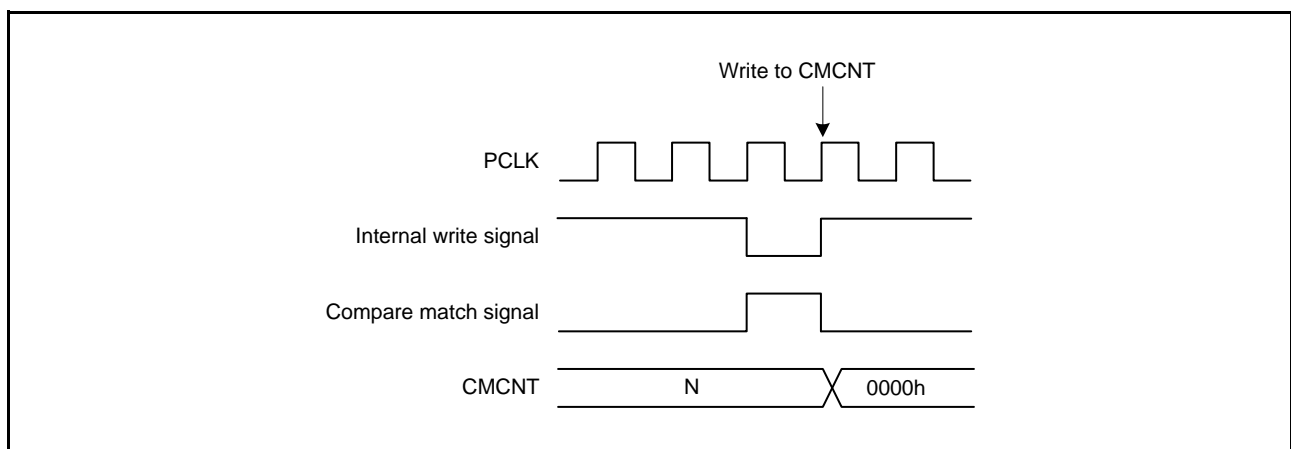 Write to CMCNT
PCLK
Internal write signal
Compare match signal
CMCNT N 0000h